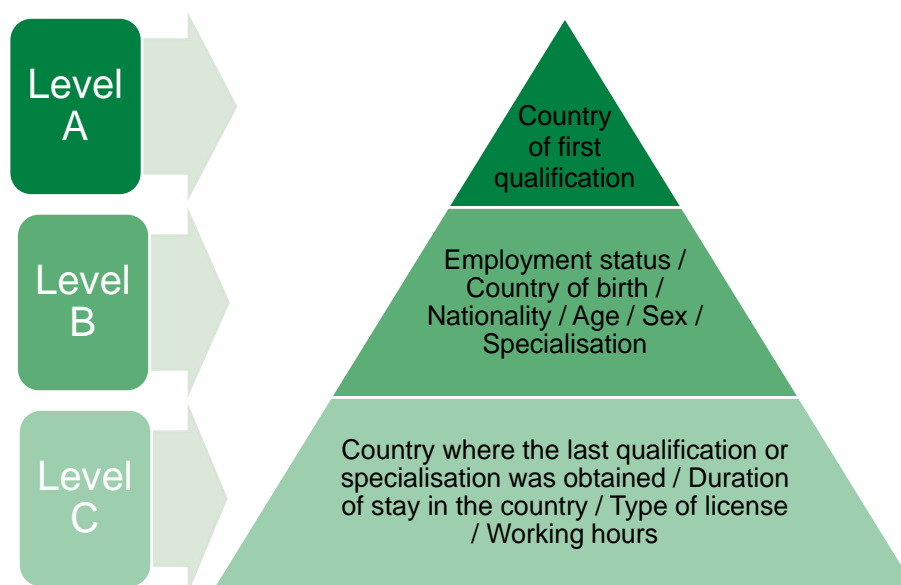 Level
A
Country
of first
qualification
Level
B
Employment status /
Country of birth /
Nationality / Age / Sex /
Specialisation
Level
C
Country where the last qualification or
specialisation was obtained / Duration
of stay in the country / Type of license
/ Working hours